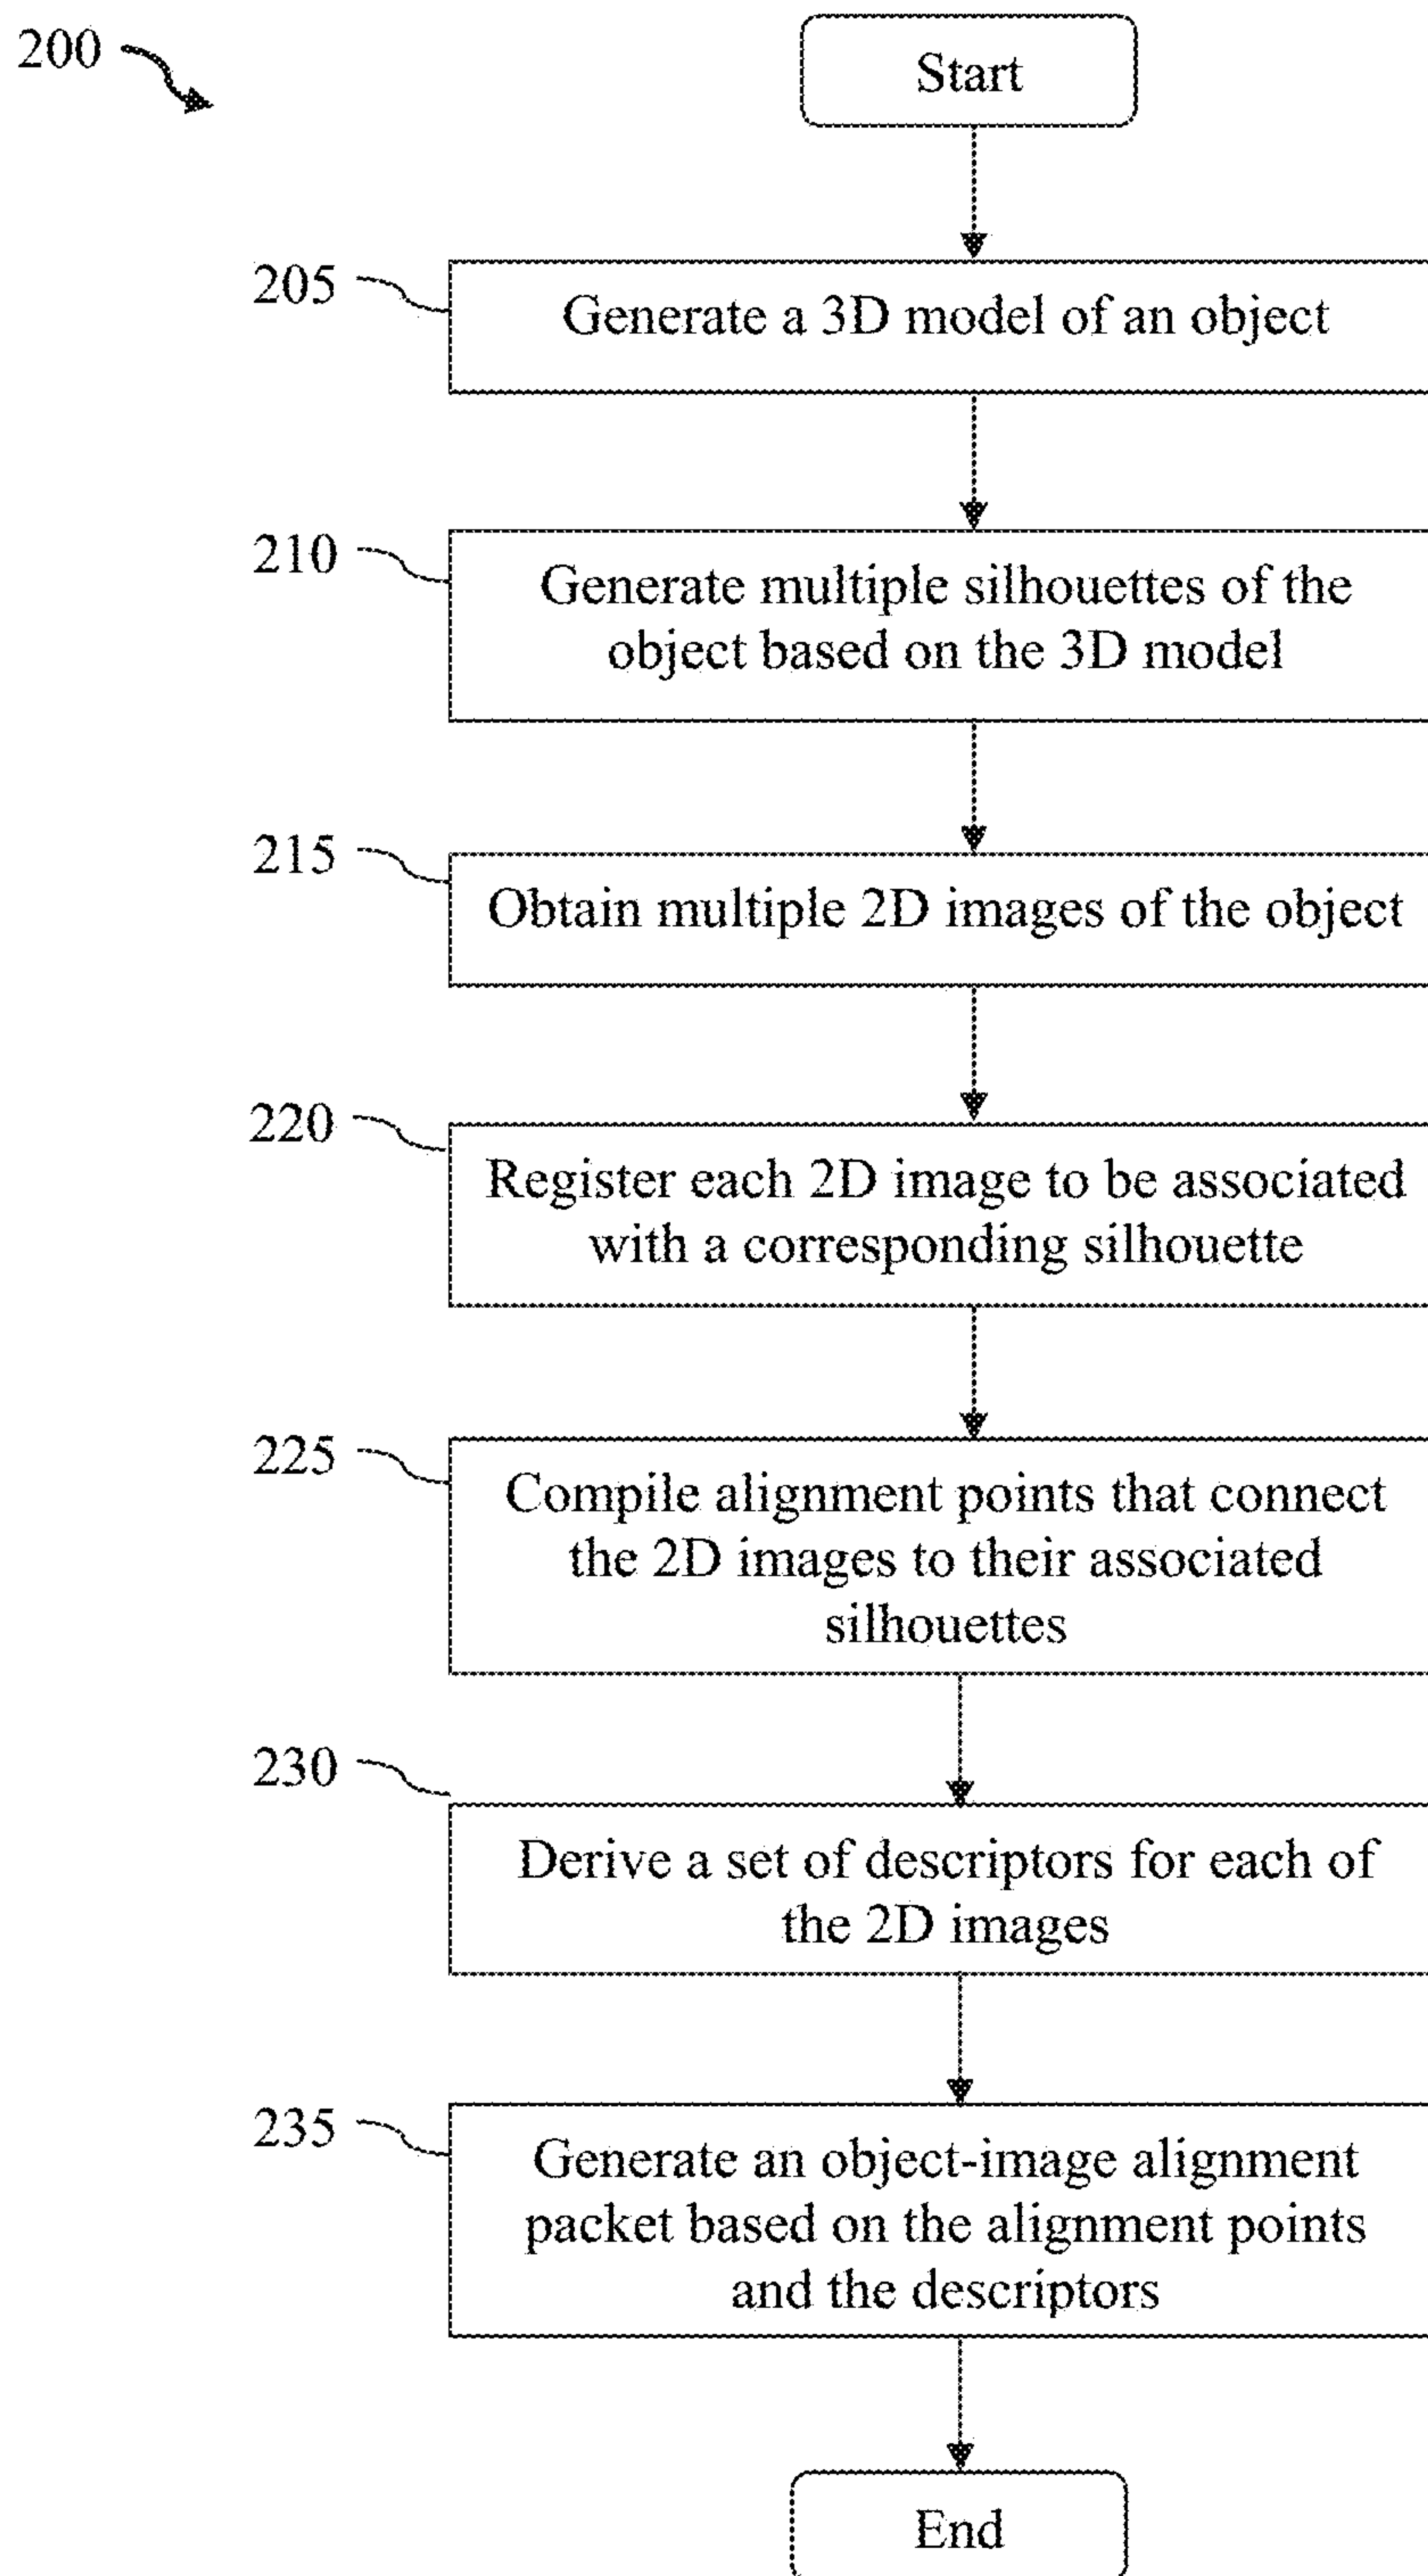 200
Start
205
Generate a 3D model of an object
210
Generate multiple silhouettes of the
object based on the 3D model
215
Obtain multiple 2D images of the object
220
Register each 2D image to be associated
with a corresponding silhouette
225
Compile alignment points that connect
the 2D images to their associated
silhouettes
230
Derive a set of descriptors for each of
the 2D images
235
Generate an object-image alignment
packet based on the alignment points
and the descriptors
End